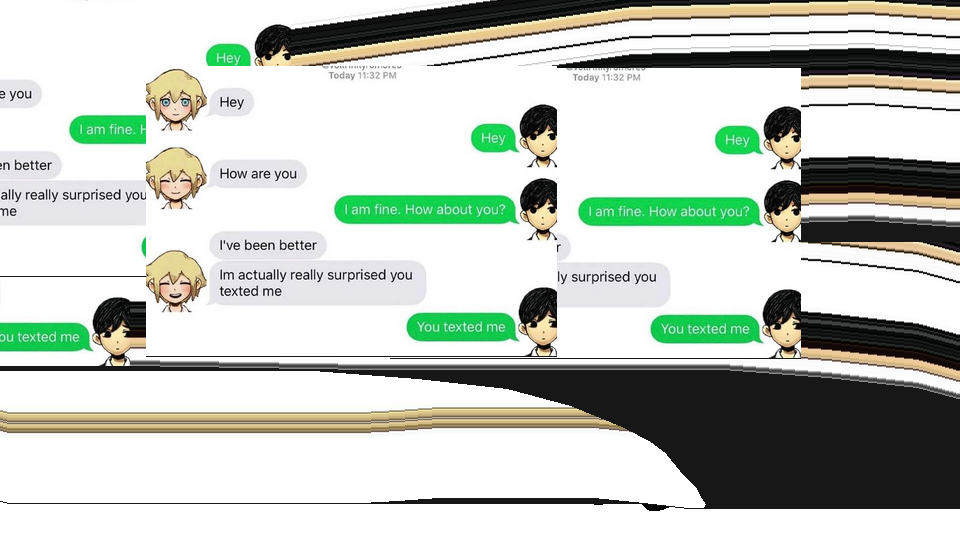 Hey
Today 11:32 PM
Today 11:32 PM
e you
Hey
I am fine. H
Hey
Hey
en better
How are you
ally really surprised you
me
I am fine. How about you?
I am fine. How about you?
I've been better
Im actually really surprised you
texted me
ly surprised you
ou texted me
You texted me
You texted me